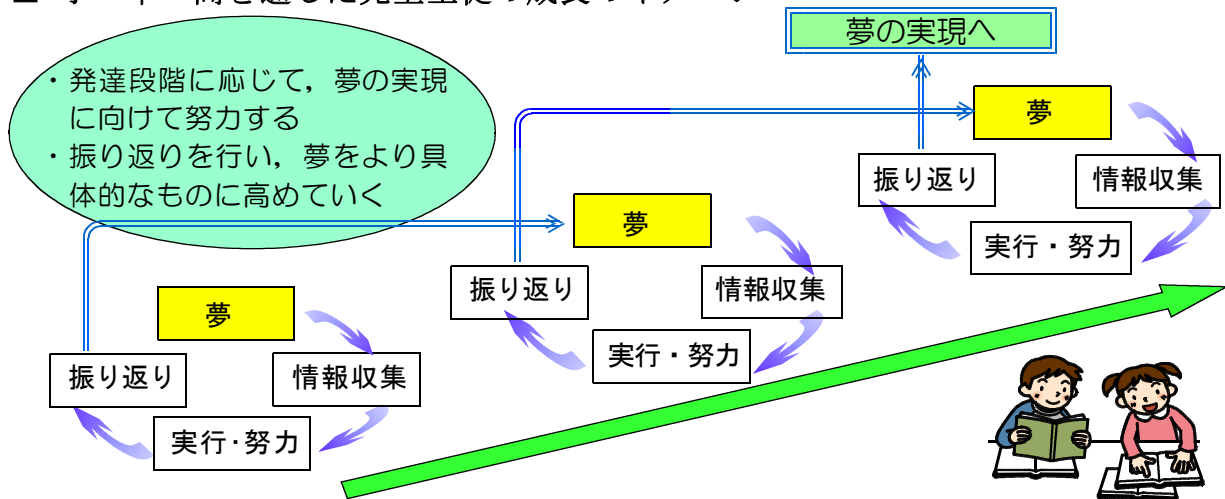 夢の実現へ
・発達段階に応じて，夢の実現
に向けて努力する
・振り返りを行い，夢をより具
体的なものに高めていく
夢
振り返り
情報収集
実行・努力
夢
振り返り
情報収集
実行・努力
夢
振り返り
情報収集
実行・努力